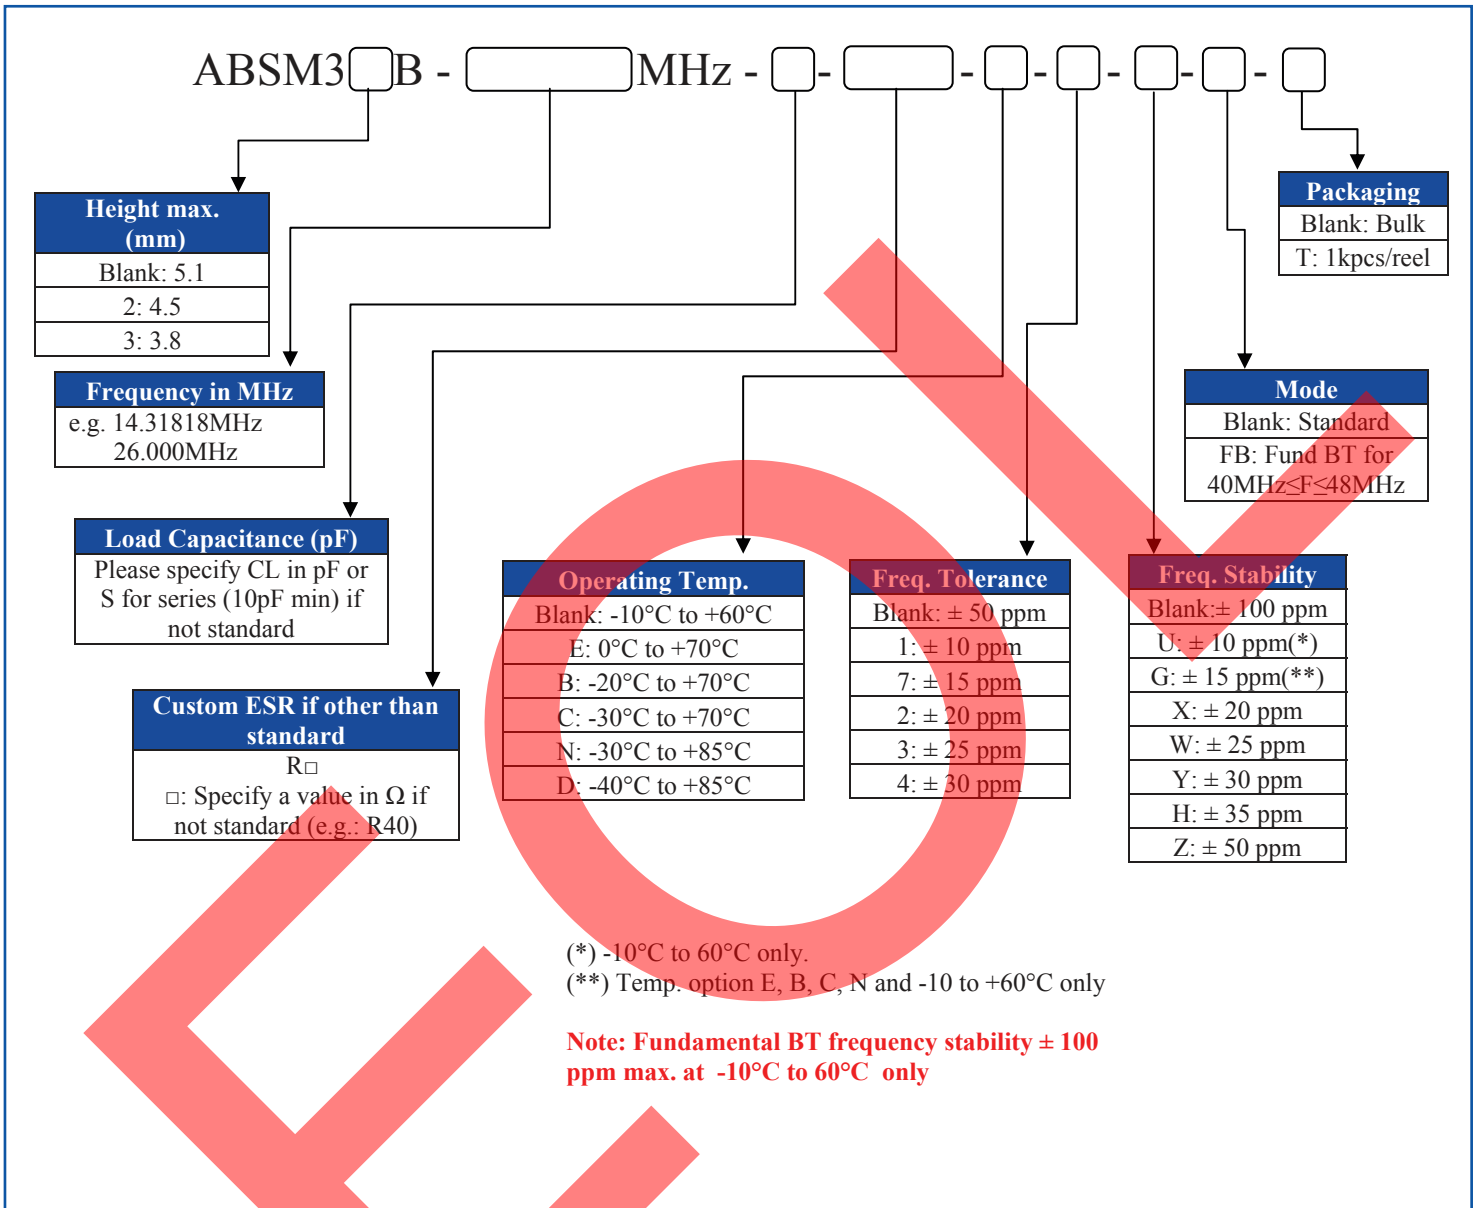 ABSM3□B - MHz - - - - - - -
Height max.
(mm)
Blank: 5.1
2: 4.5
3: 3.8
Frequency in MHz
e.g. 14.31818MHz
26.000MHz
Load Capacitance (pF)
Please specify CL in pF or
S for series (10pF min) if
not standard
Custom ESR if other than
standard
R□
□: Specify a value in Ω if
not standard (e.g.: R40)
Operating Temp.
Blank: -10°C to +60°C
E: 0°C to +70°C
B: -20°C to +70°C
C: -30°C to +70°C
N: -30°C to +85°C
D: -40°C to +85°C
Freq. Tolerance
Blank: ± 50 ppm
1: ± 10 ppm
7: ± 15 ppm
2: ± 20 ppm
3: ± 25 ppm
4: ± 30 ppm
Freq. Stability
Blank:± 100 ppm
U: ± 10 ppm(*)
G: ± 15 ppm(**)
X: ± 20 ppm
W: ± 25 ppm
Y: ± 30 ppm
H: ± 35 ppm
Z: ± 50 ppm
Mode
Blank: Standard
FB: Fund BT for
40MHz≤F≤48MHz
Packaging
Blank: Bulk
T: 1kpcs/reel
(*) -10°C to 60°C only.
(**) Temp. option E, B, C, N and -10 to +60°C only
Note: Fundamental BT frequency stability ± 100
ppm max. at -10°C to 60°C only
EOL